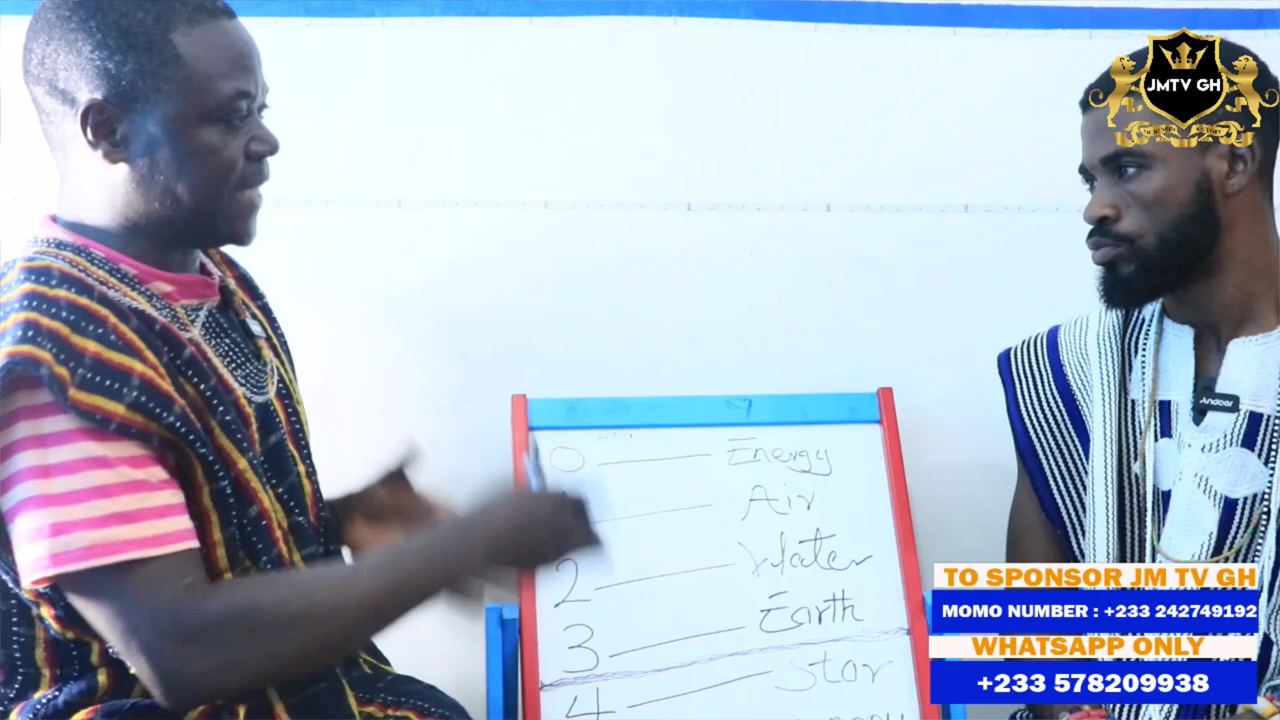 JMTV GH
0 — Energy
Air
2 — Water
3 — Earth
4 — Star
Andoer
TO SPONSOR JM TV GH
MOMO NUMBER : +233 242749192
WHATSAPP ONLY
+233 578209938